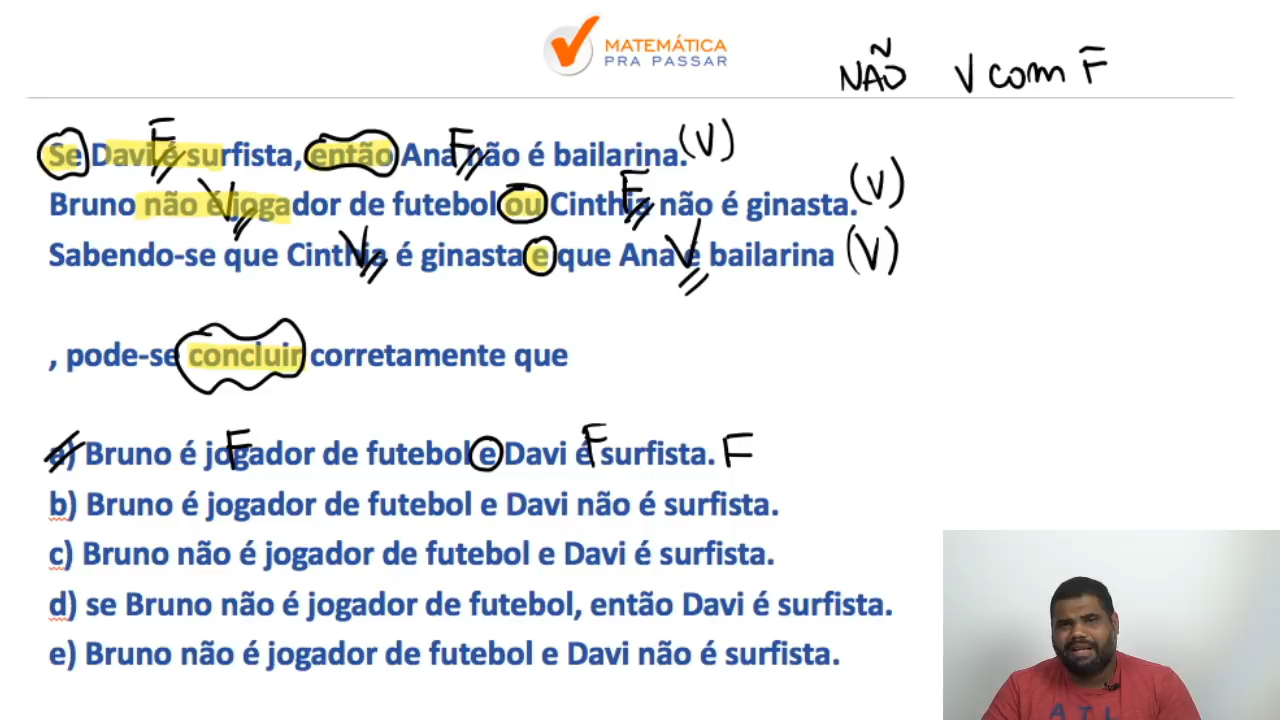 MATEMÁTICA
PRA PASSAR
NÃO V com F
Se Davi é surfista, então Ana não é bailarina. (V)
F F
Bruno não é jogador de futebol ou Cinthia não é ginasta. (V)
V F
Sabendo-se que Cinthia é ginasta e que Ana é bailarina (V)
V V
, pode-se concluir corretamente que
a) Bruno é jogador de futebol e Davi é surfista. F
F F
b) Bruno é jogador de futebol e Davi não é surfista.
c) Bruno não é jogador de futebol e Davi é surfista.
d) se Bruno não é jogador de futebol, então Davi é surfista.
e) Bruno não é jogador de futebol e Davi não é surfista.
A T L